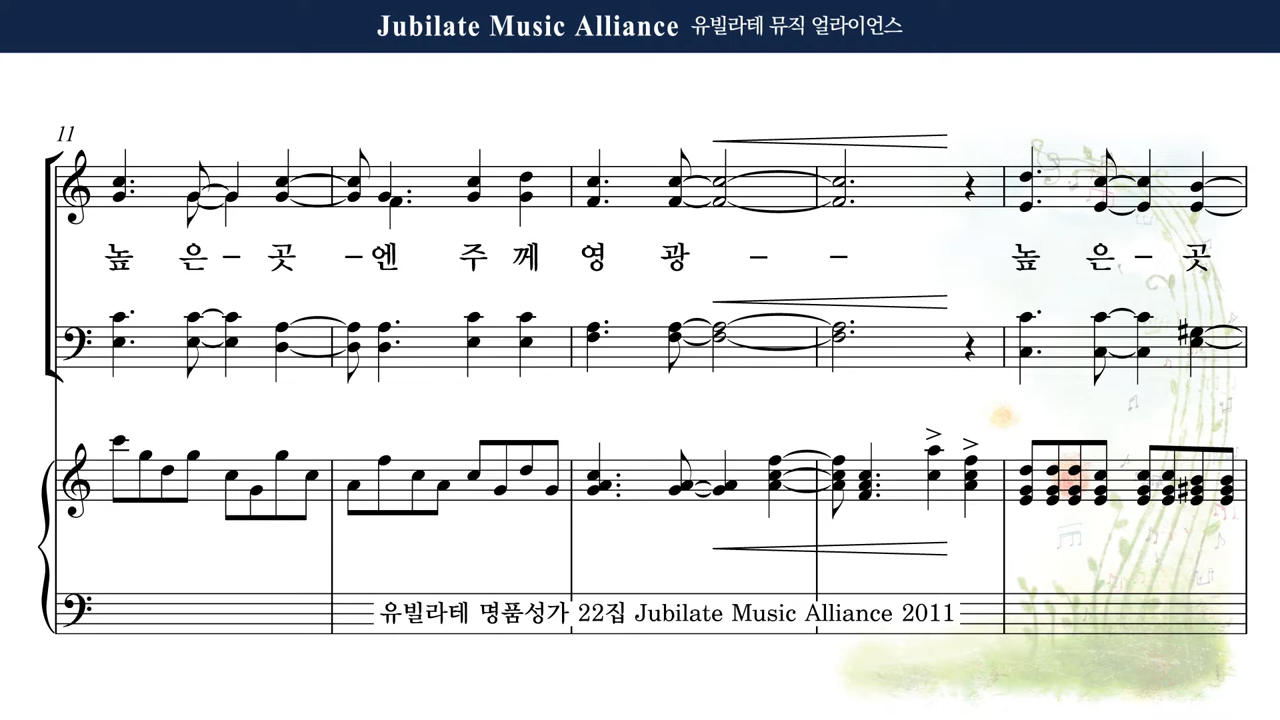 Jubilate Music Alliance 유빌라테 뮤직 얼라이언스
11
높 은 – 곳 – 엔 주 께 영 광 – – 높 은 – 곳
유빌라테 명품성가 22집 Jubilate Music Alliance 2011